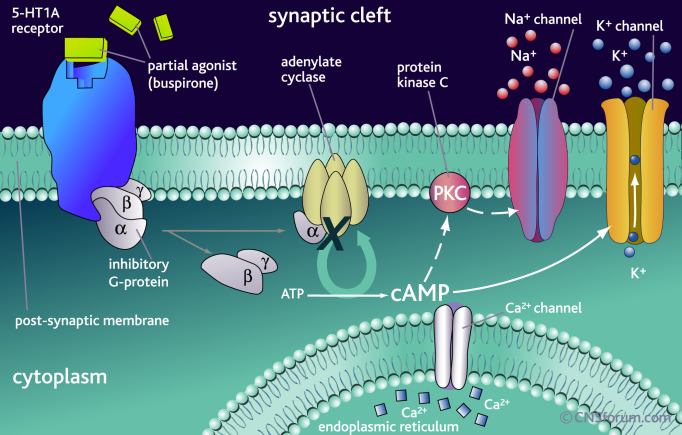 5-HT1A
receptor
synaptic cleft
partial agonist
(buspirone)
adenylate
cyclase
protein
kinase C
Na⁺ channel
Na⁺
K⁺ channel
K⁺
γ
β
α
inhibitory
G-protein
γ
β
α
X
PKC
K⁺
ATP
cAMP
post-synaptic membrane
cytoplasm
Ca²⁺ channel
Ca²⁺
Ca²⁺
endoplasmic reticulum
© CNSforum.com